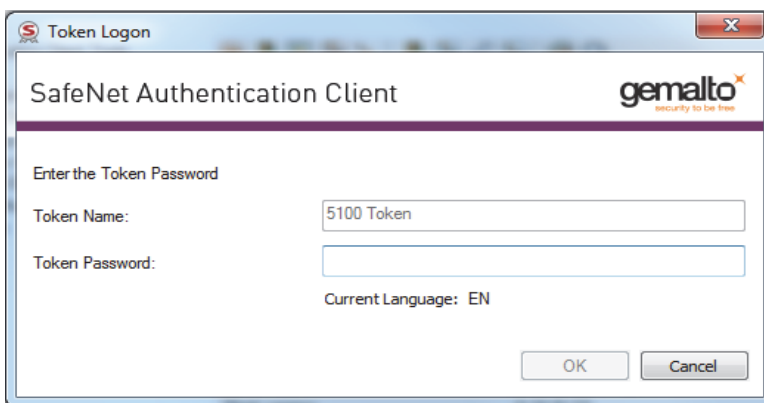 Token Logon
SafeNet Authentication Client
gemalto
security to be free
Enter the Token Password
Token Name: 5100 Token
Token Password:
Current Language: EN
OK Cancel